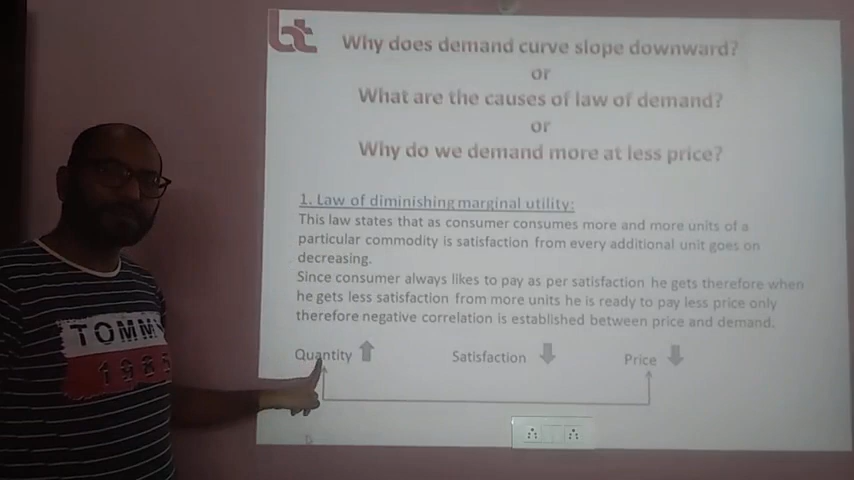 bt
Why does demand curve slope downward?
or
What are the causes of law of demand?
or
Why do we demand more at less price?
1. Law of diminishing marginal utility:
This law states that as consumer consumes more and more units of a
particular commodity is satisfaction from every additional unit goes on
decreasing.
Since consumer always likes to pay as per satisfaction he gets therefore when
he gets less satisfaction from more units he is ready to pay less price only
therefore negative correlation is established between price and demand.
Quantity Satisfaction Price
TOMMY
1985